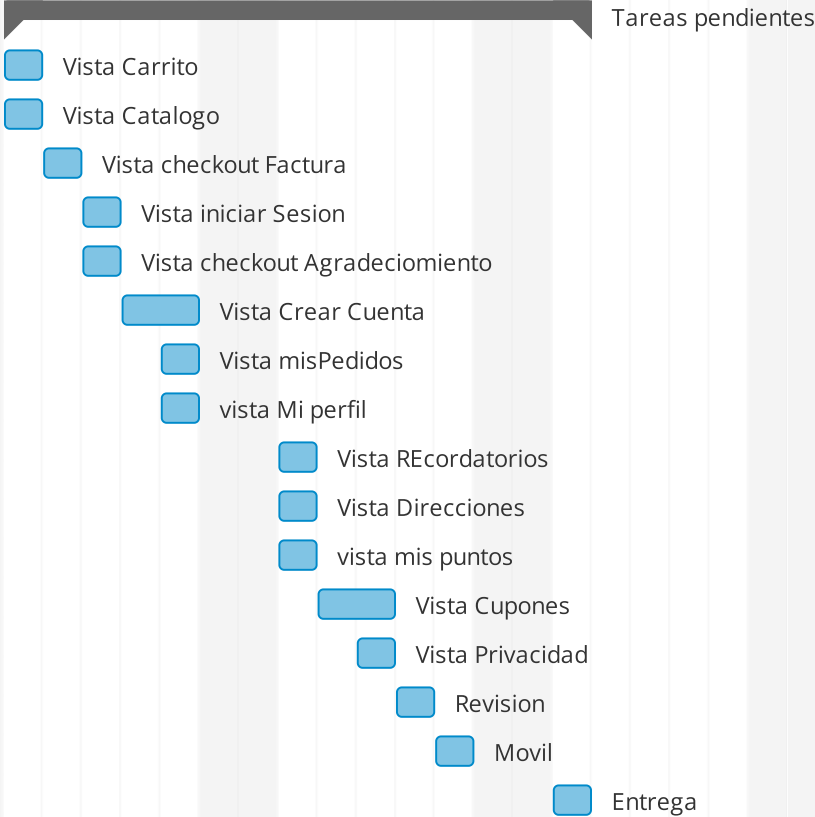 Tareas pendientes
Vista Carrito
Vista Catalogo
Vista checkout Factura
Vista iniciar Sesion
Vista checkout Agradeciomiento
Vista Crear Cuenta
Vista misPedidos
vista Mi perfil
Vista REcordatorios
Vista Direcciones
vista mis puntos
Vista Cupones
Vista Privacidad
Revision
Movil
Entrega